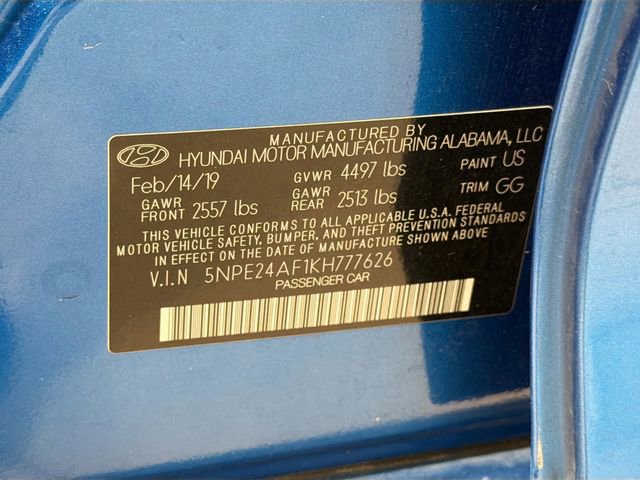 MANUFACTURED BY
HYUNDAI MOTOR MANUFACTURING ALABAMA, LLC
Feb/14/19 GVWR 4497 lbs PAINT US
GAWR FRONT 2557 lbs GAWR REAR 2513 lbs TRIM GG
THIS VEHICLE CONFORMS TO ALL APPLICABLE U.S.A. FEDERAL
MOTOR VEHICLE SAFETY, BUMPER, AND THEFT PREVENTION STANDARDS
IN EFFECT ON THE DATE OF MANUFACTURE SHOWN ABOVE.
V.I.N 5NPE24AF1KH777626
PASSENGER CAR